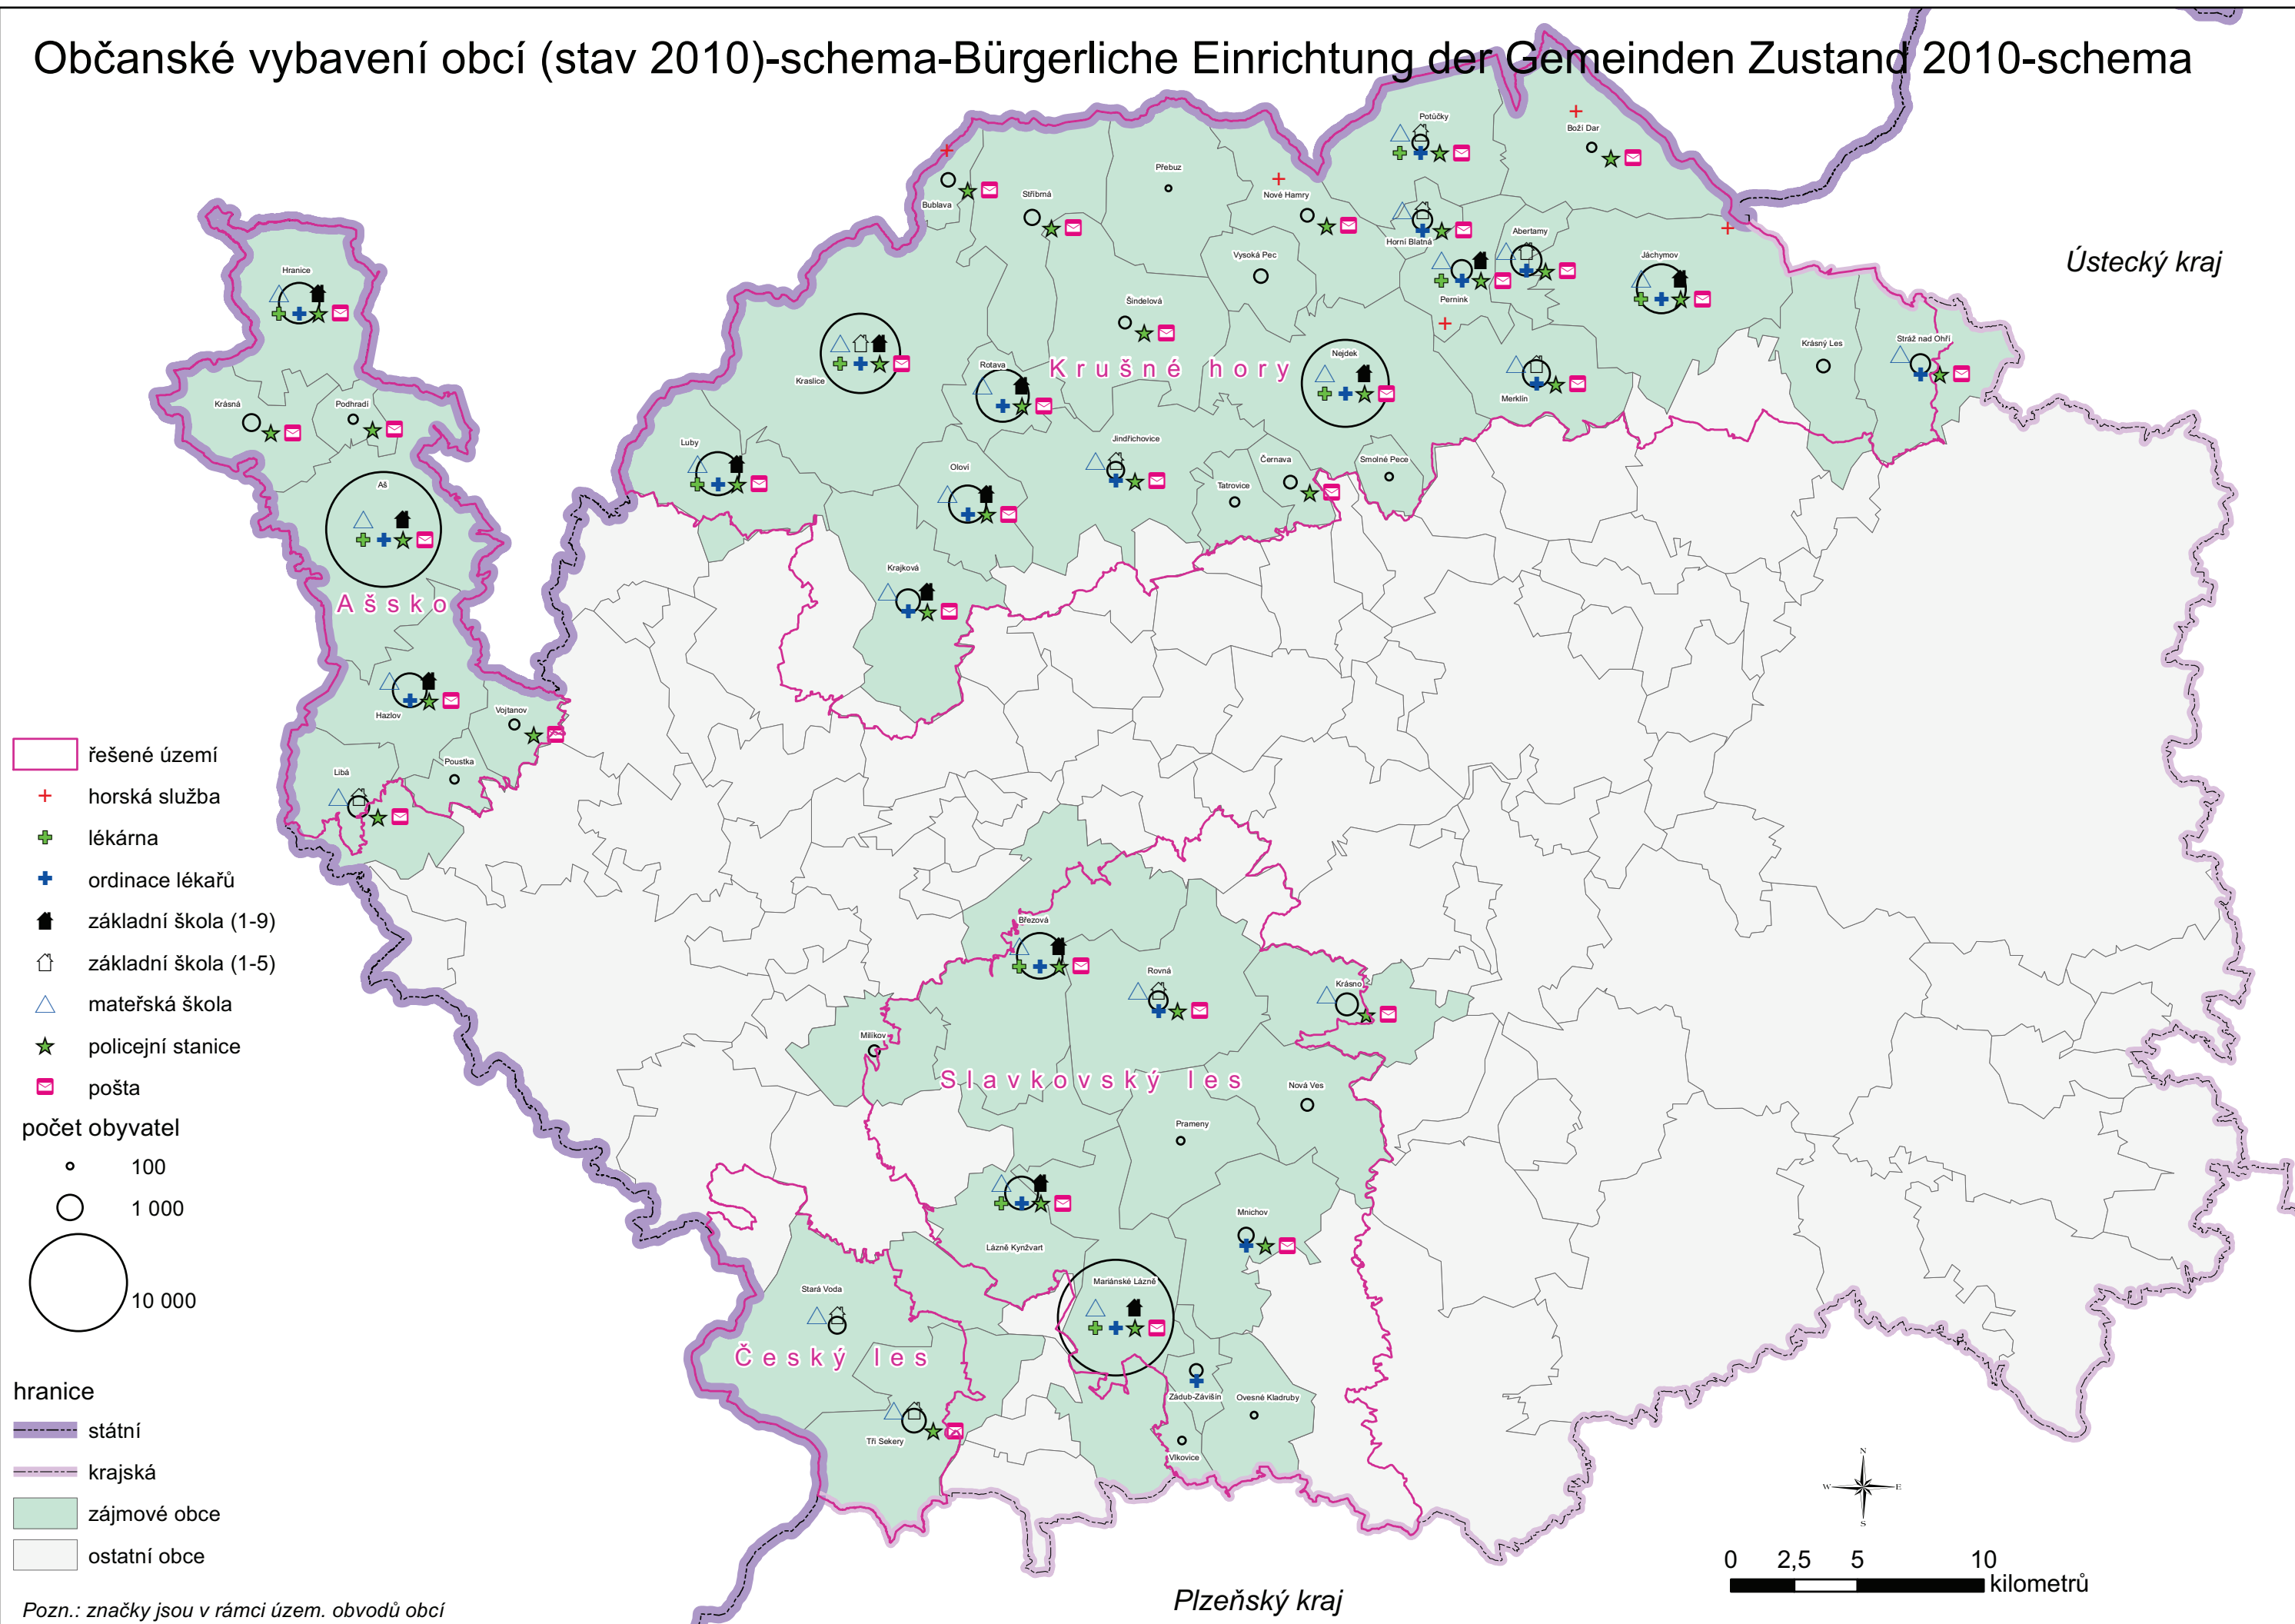 Občanské vybavení obcí (stav 2010)-schema-Bürgerliche Einrichtung der Gemeinden Zustand 2010-schema
Potůčky
Boží Dar
Přebuz
Stříbrná
Nové Hamry
Bublava
Horní Blatná
Abertamy
Ústecký kraj
Vysoká Pec
Jáchymov
Hranice
Pernink
Šindelová
Krásný Les
Stráž nad Ohří
Nejdek
Rotava
Krušné hory
Kraslice
Merklín
Krásná
Podhradí
Luby
Jindřichovice
Oloví
Černava
Smolné Pece
Tatrovice
Aš
Krajková
Ašsko
Hazlov
Vojtanov
Poustka
Libá
řešené území
horská služba
lékárna
ordinace lékařů
základní škola (1-9)
základní škola (1-5)
mateřská škola
policejní stanice
pošta
počet obyvatel
100
1 000
10 000
hranice
státní
krajská
zájmové obce
ostatní obce
Pozn.: značky jsou v rámci územ. obvodů obcí
Březová
Rovná
Krásno
Milíkov
Slavkovský les
Nová Ves
Prameny
Mnichov
Lázně Kynžvart
Mariánské Lázně
Stará Voda
Český les
Zádub-Závišín
Ovesné Kladruby
Tři Sekery
Vlkovice
Plzeňský kraj
N
W
E
S
0 2,5 5 10
kilometrů